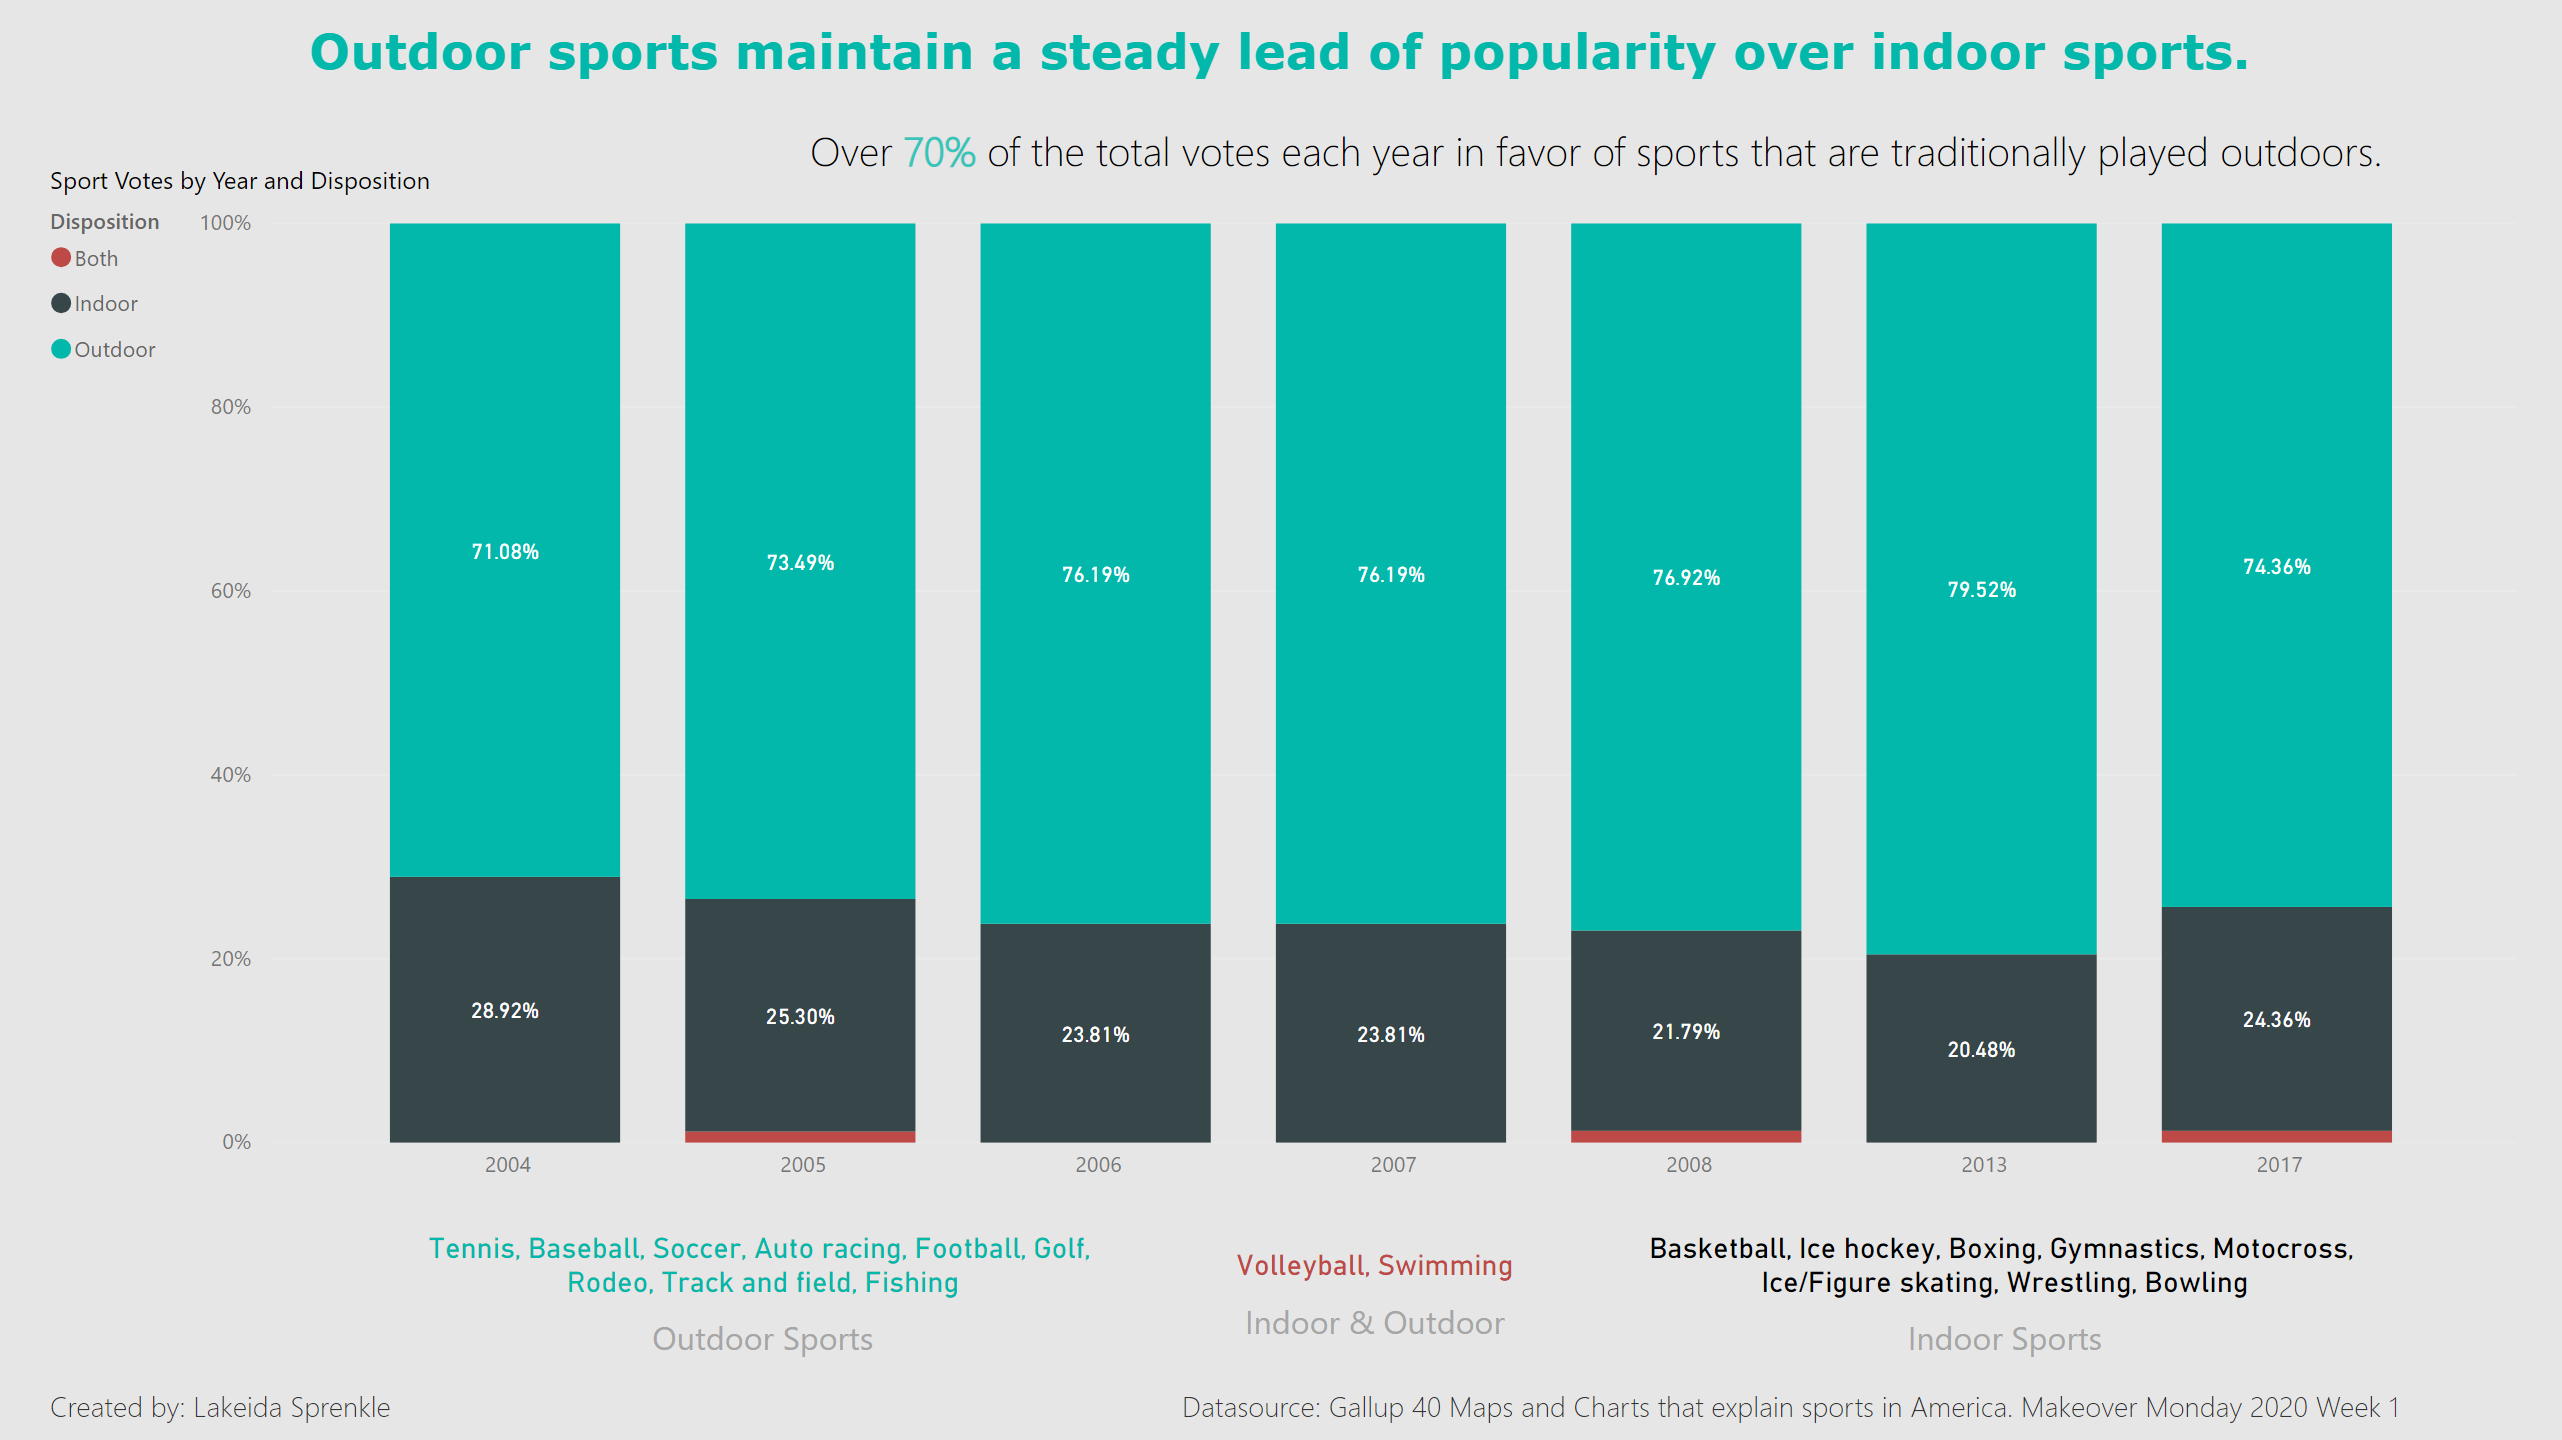 Outdoor sports maintain a steady lead of popularity over indoor sports.
Over 70% of the total votes each year in favor of sports that are traditionally played outdoors.
Sport Votes by Year and Disposition
Disposition
Both
Indoor
Outdoor
100%
80%
60%
40%
20%
0%
71.08%
73.49%
76.19%
76.19%
76.92%
79.52%
74.36%
28.92%
25.30%
23.81%
23.81%
21.79%
20.48%
24.36%
2004
2005
2006
2007
2008
2013
2017
Tennis, Baseball, Soccer, Auto racing, Football, Golf,
Rodeo, Track and field, Fishing
Outdoor Sports
Volleyball, Swimming
Indoor & Outdoor
Basketball, Ice hockey, Boxing, Gymnastics, Motocross,
Ice/Figure skating, Wrestling, Bowling
Indoor Sports
Created by: Lakeida Sprenkle
Datasource: Gallup 40 Maps and Charts that explain sports in America. Makeover Monday 2020 Week 1